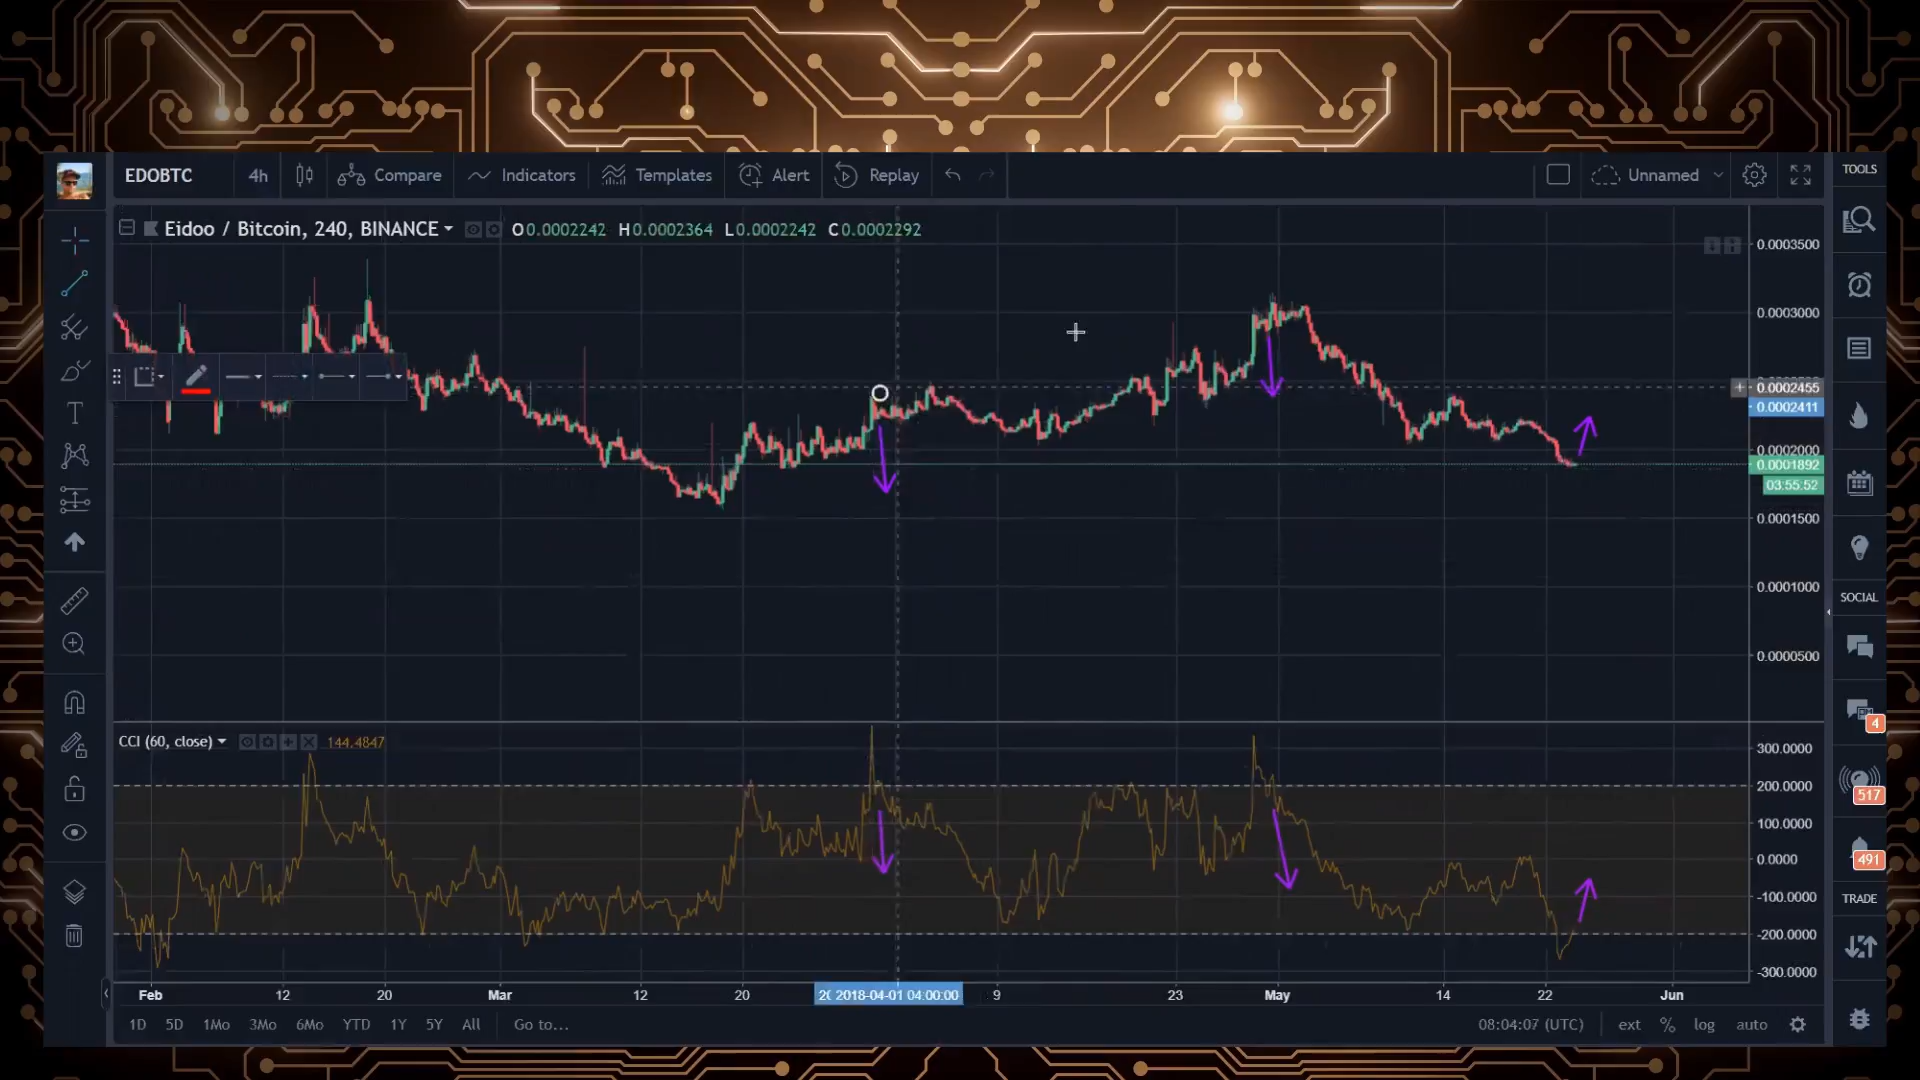 EDOBTC 4h Compare Indicators Templates Alert Replay Unnamed TOOLS
Eidoo / Bitcoin, 240, BINANCE O0.0002242 H0.0002364 L0.0002242 C0.0002292
0.0003500
0.0003000
0.0002455
0.0002411
0.0002000
0.0001892
03:55:52
0.0001500
0.0001000
SOCIAL
0.0000500
4
CCI (60, close) 144.4847
300.0000
200.0000
517
100.0000
0.0000
491
-100.0000
TRADE
-200.0000
-300.0000
Feb 12 20 Mar 12 20 2018-04-01 04:00:00 9 23 May 14 22 Jun
1D 5D 1Mo 3Mo 6Mo YTD 1Y 5Y All Go to... 08:04:07 (UTC) ext % log auto